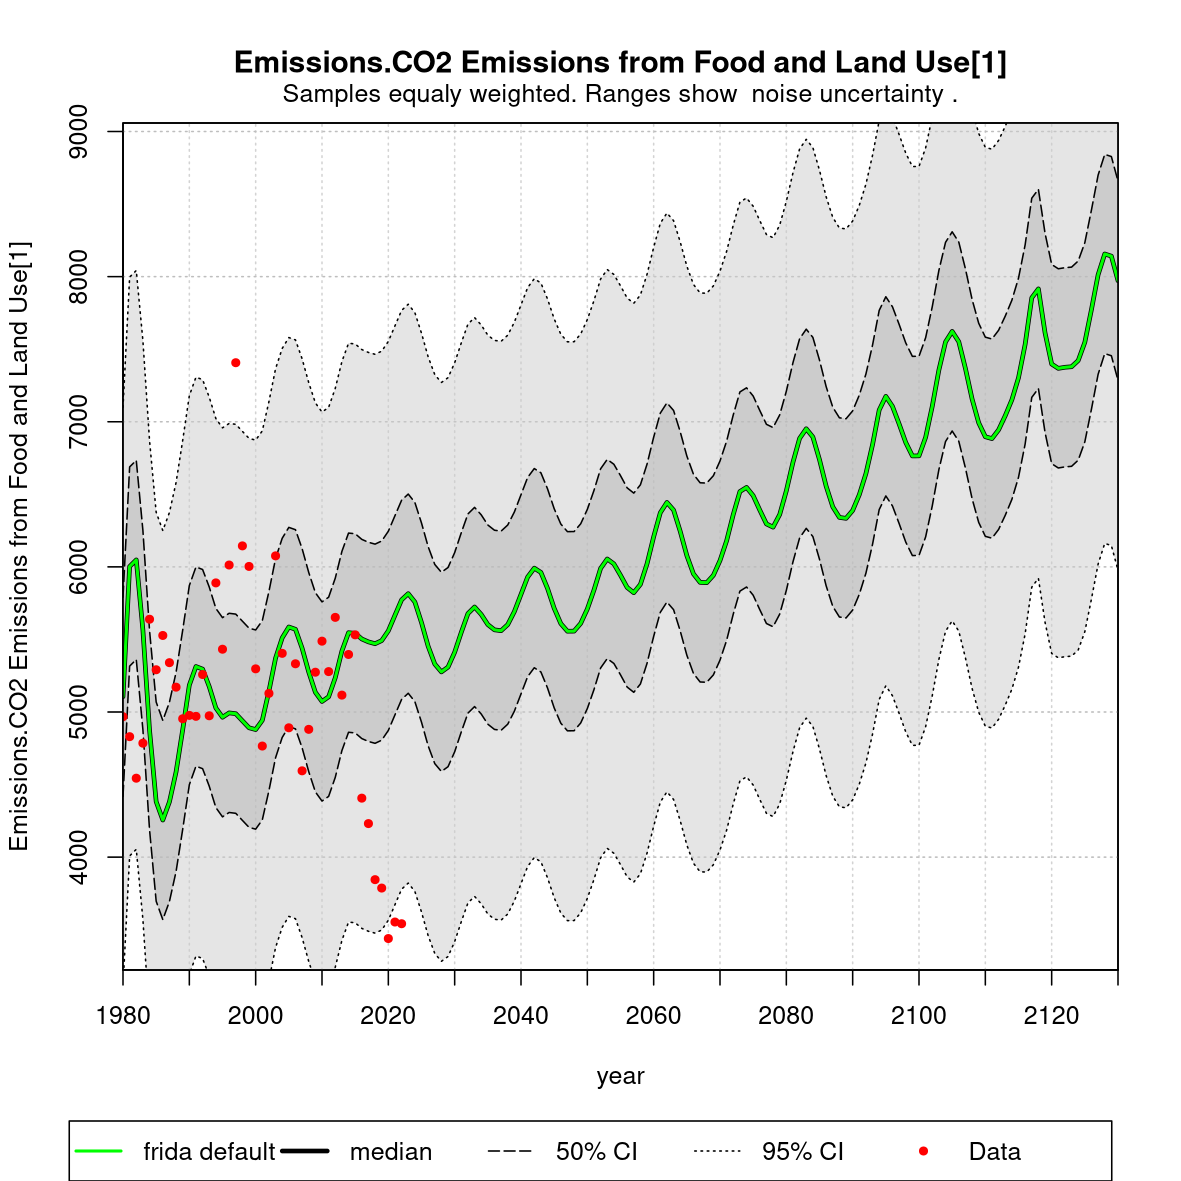 Emissions.CO2 Emissions from Food and Land Use[1]
Samples equaly weighted. Ranges show  noise uncertainty .
Emissions.CO2 Emissions from Food and Land Use[1]
9000
8000
7000
6000
5000
4000
1980 2000 2020 2040 2060 2080 2100 2120
year
frida default median 50% CI 95% CI Data